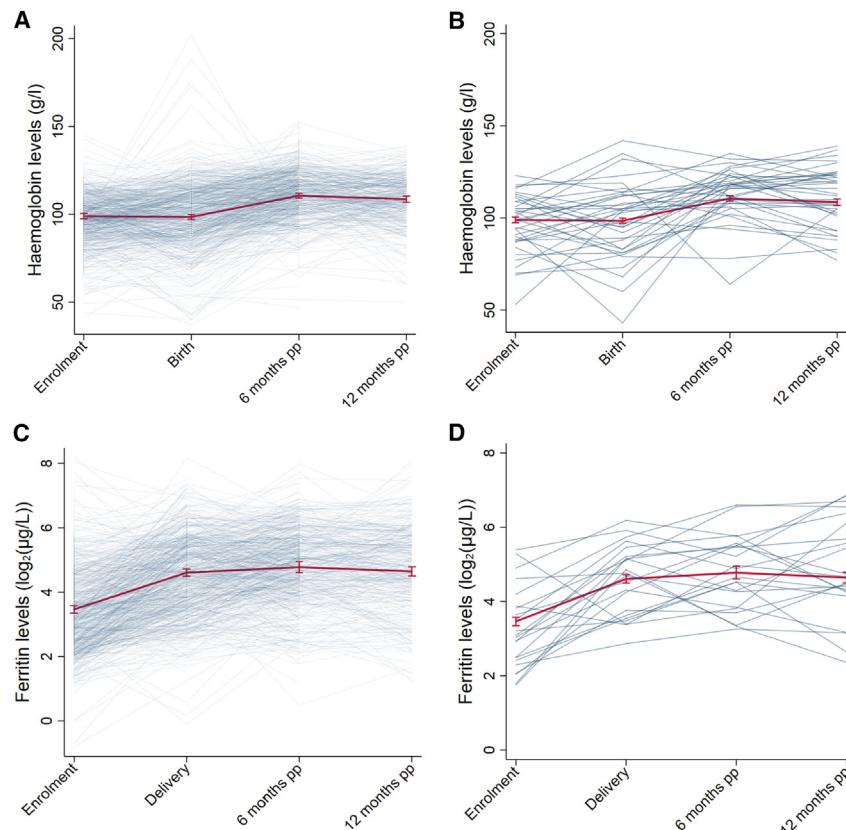 A
Haemoglobin levels (g/l)
200
150
100
50
Enrolment
Birth
6 months pp
12 months pp
B
Haemoglobin levels (g/l)
200
150
100
50
Enrolment
Birth
6 months pp
12 months pp
C
Ferritin levels (log₂(µg/L))
8
6
4
2
0
Enrolment
Delivery
6 months pp
12 months pp
D
Ferritin levels (log₂(µg/L))
8
6
4
2
0
Enrolment
Delivery
6 months pp
12 months pp